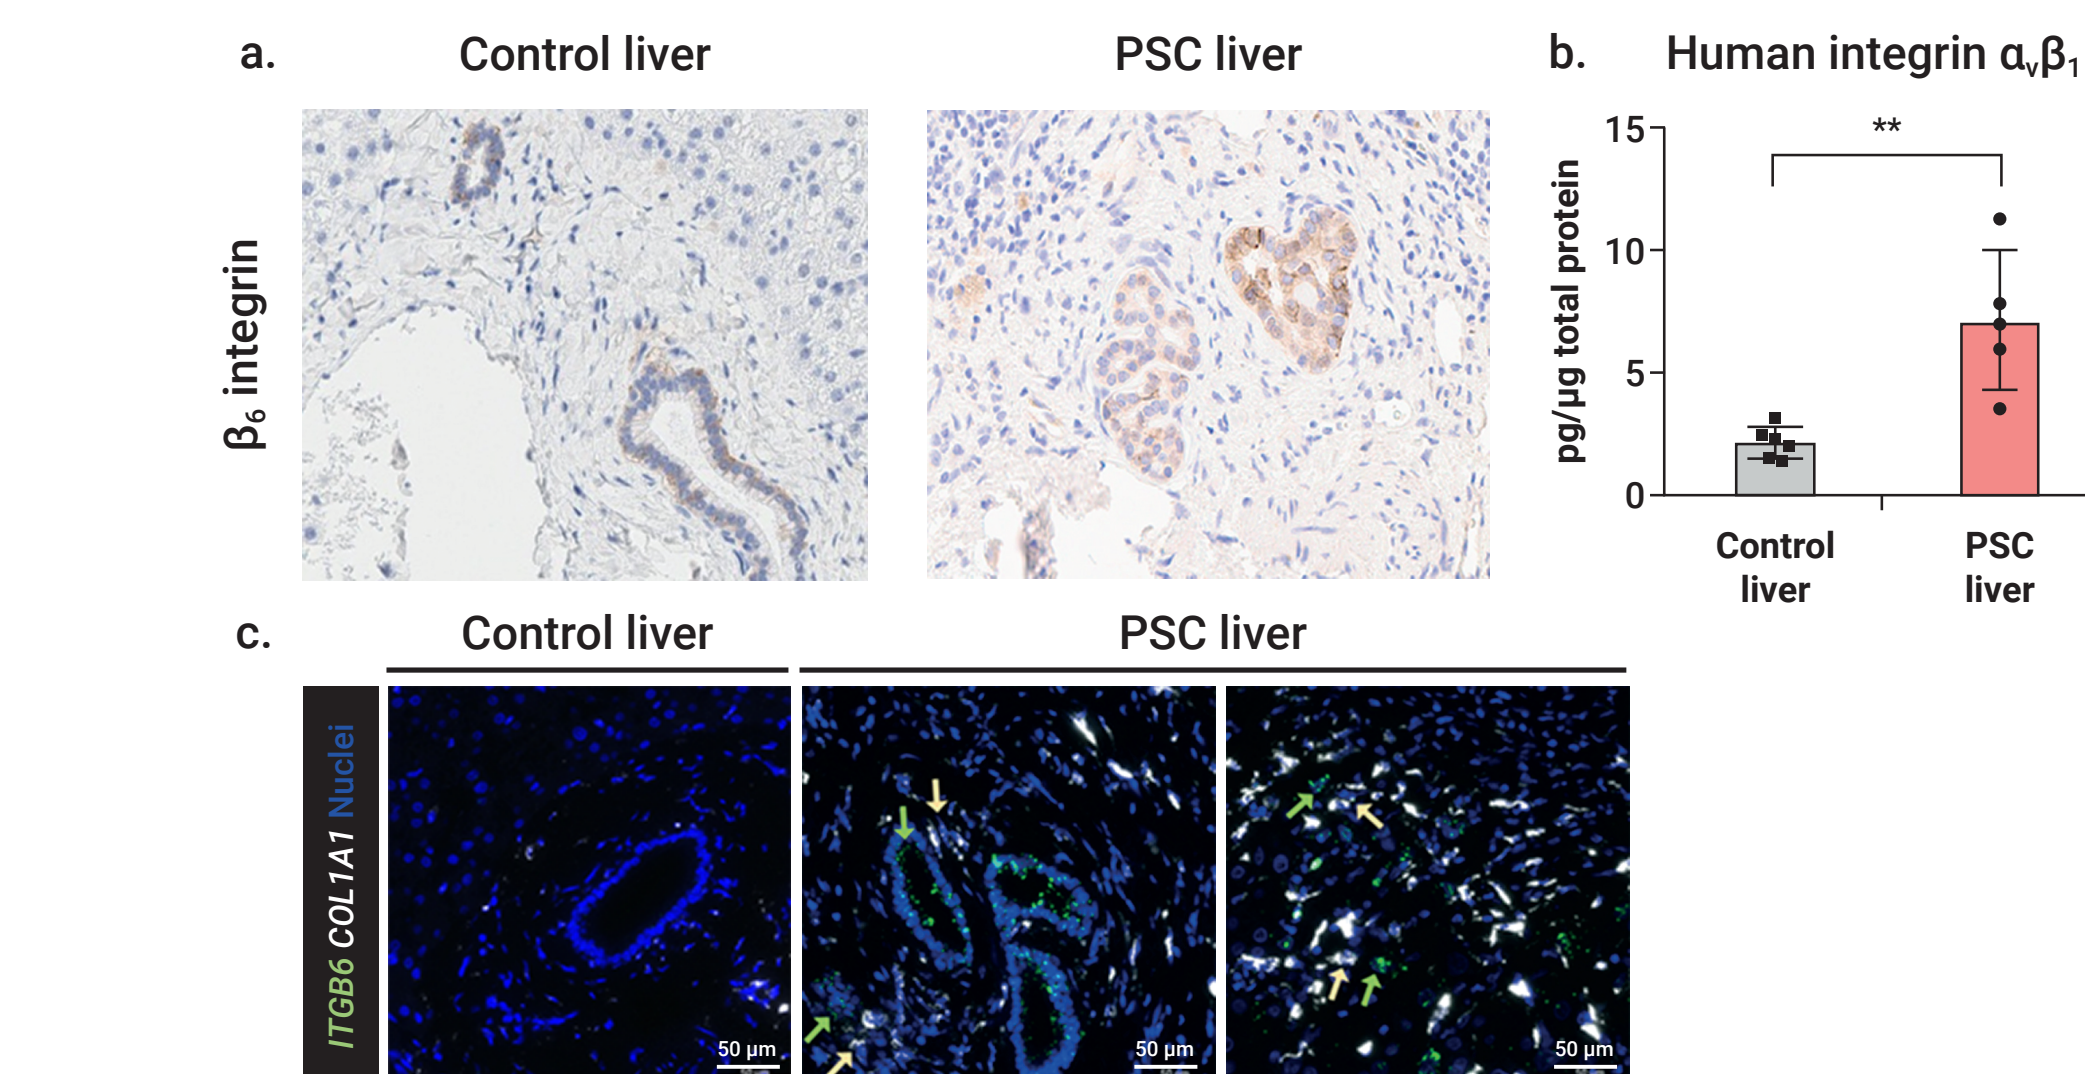 a.
Control liver
PSC liver
β₆ integrin
b.
Human integrin αᵥβ₁
pg/μg total protein
15
10
5
0
**
Control
liver
PSC
liver
c.
Control liver
PSC liver
ITGB6 COL1A1 Nuclei
50 μm
50 μm
50 μm